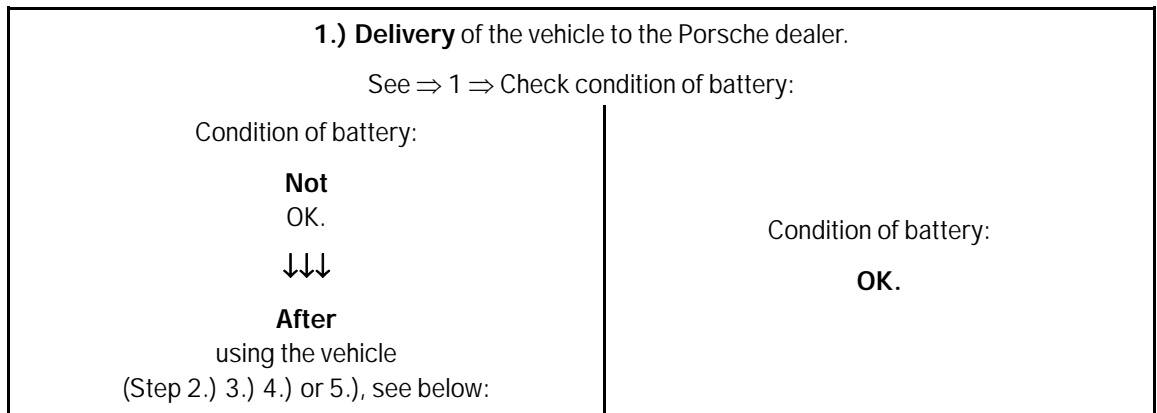 1.) Delivery of the vehicle to the Porsche dealer.
See ⇒ 1 ⇒ Check condition of battery:
Condition of battery:
Not
OK.
↓↓↓
After
using the vehicle
(Step 2.) 3.) 4.) or 5.), see below:
Condition of battery:
OK.